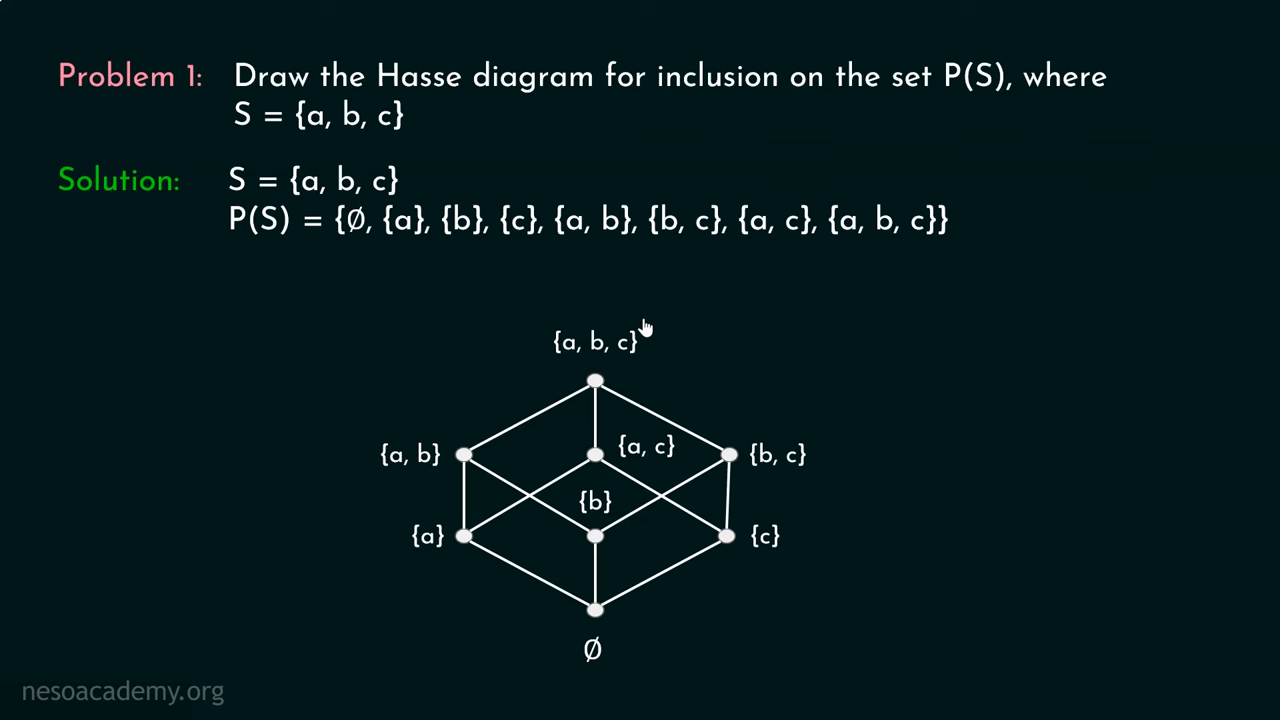 Problem 1: Draw the Hasse diagram for inclusion on the set P(S), where
S = {a, b, c}
Solution: S = {a, b, c}
P(S) = {∅, {a}, {b}, {c}, {a, b}, {b, c}, {a, c}, {a, b, c}}
{a, b, c}
{a, b} {a, c} {b, c}
{b}
{a} {c}
∅
nesoacademy.org